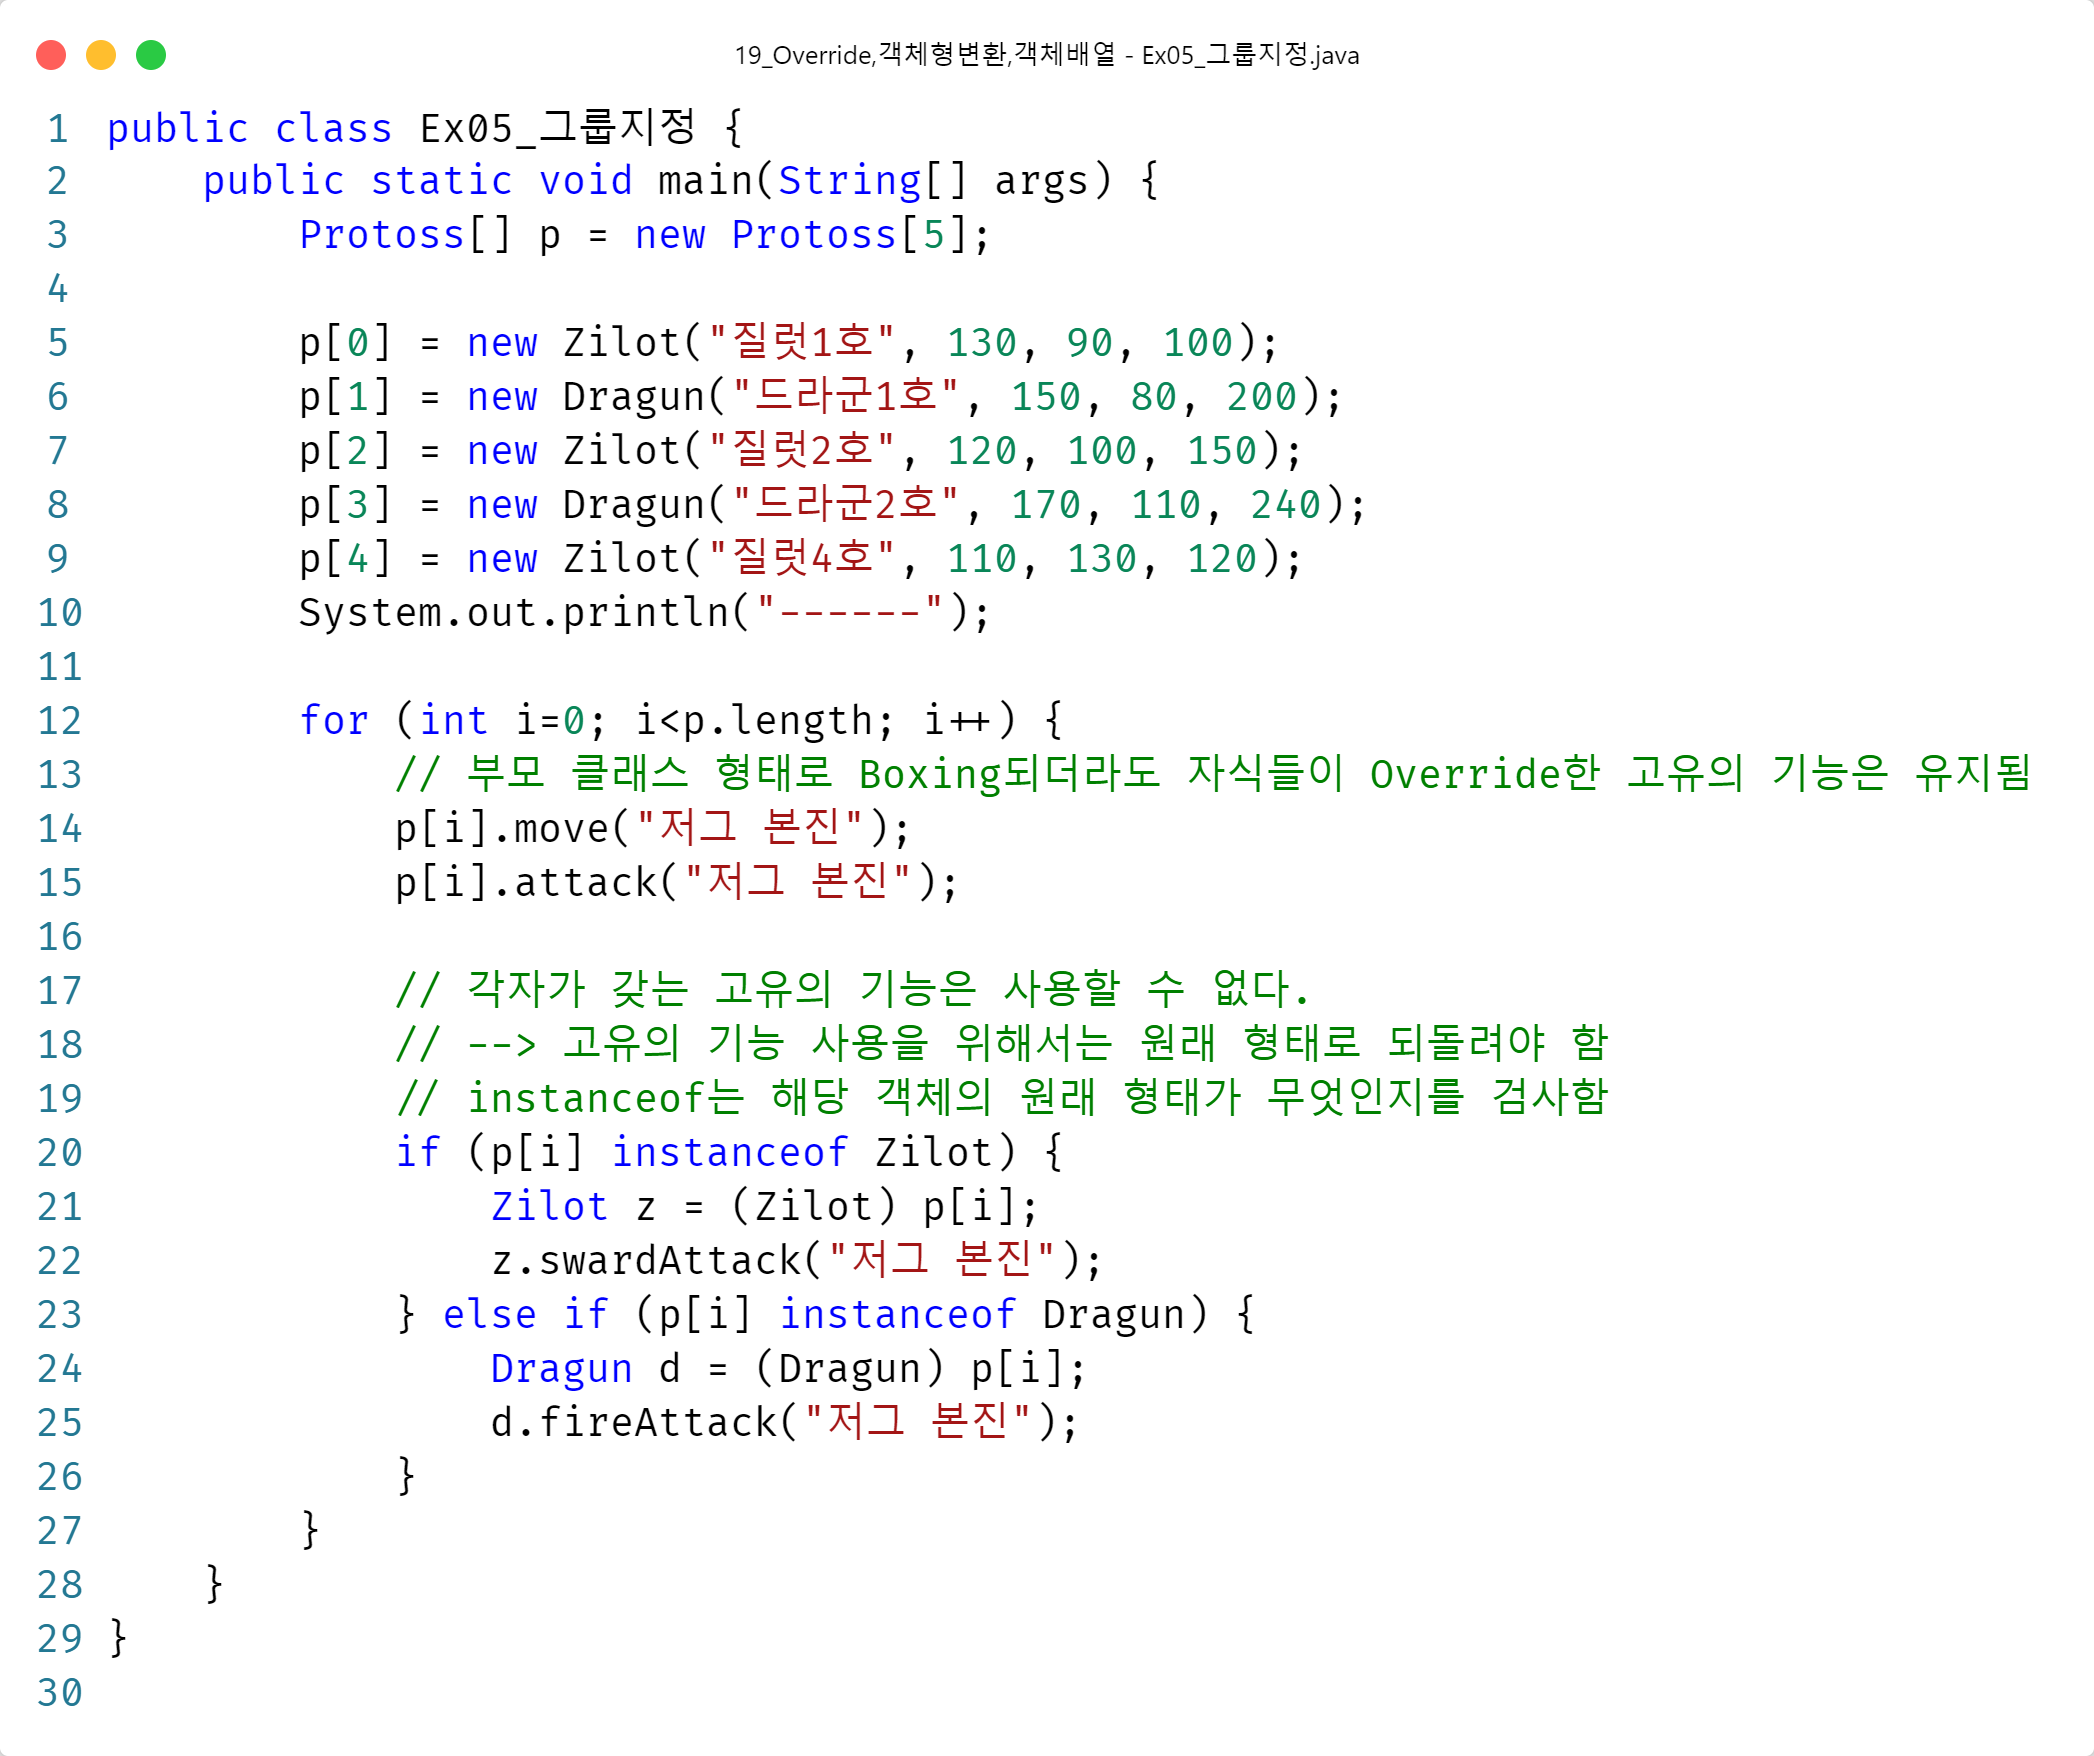 19_Override,객체형변환,객체배열 - Ex05_그룹지정.java
1 public class Ex05_그룹지정 {
2     public static void main(String[] args) {
3         Protoss[] p = new Protoss[5];
4
5         p[0] = new Zilot("질럿1호", 130, 90, 100);
6         p[1] = new Dragun("드라군1호", 150, 80, 200);
7         p[2] = new Zilot("질럿2호", 120, 100, 150);
8         p[3] = new Dragun("드라군2호", 170, 110, 240);
9         p[4] = new Zilot("질럿4호", 110, 130, 120);
10         System.out.println("------");
11
12         for (int i=0; i<p.length; i++) {
13             // 부모 클래스 형태로 Boxing되더라도 자식들이 Override한 고유의 기능은 유지됨
14             p[i].move("저그 본진");
15             p[i].attack("저그 본진");
16
17             // 각자가 갖는 고유의 기능은 사용할 수 없다.
18             // --> 고유의 기능 사용을 위해서는 원래 형태로 되돌려야 함
19             // instanceof는 해당 객체의 원래 형태가 무엇인지를 검사함
20             if (p[i] instanceof Zilot) {
21                 Zilot z = (Zilot) p[i];
22                 z.swardAttack("저그 본진");
23             } else if (p[i] instanceof Dragun) {
24                 Dragun d = (Dragun) p[i];
25                 d.fireAttack("저그 본진");
26             }
27         }
28     }
29 }
30